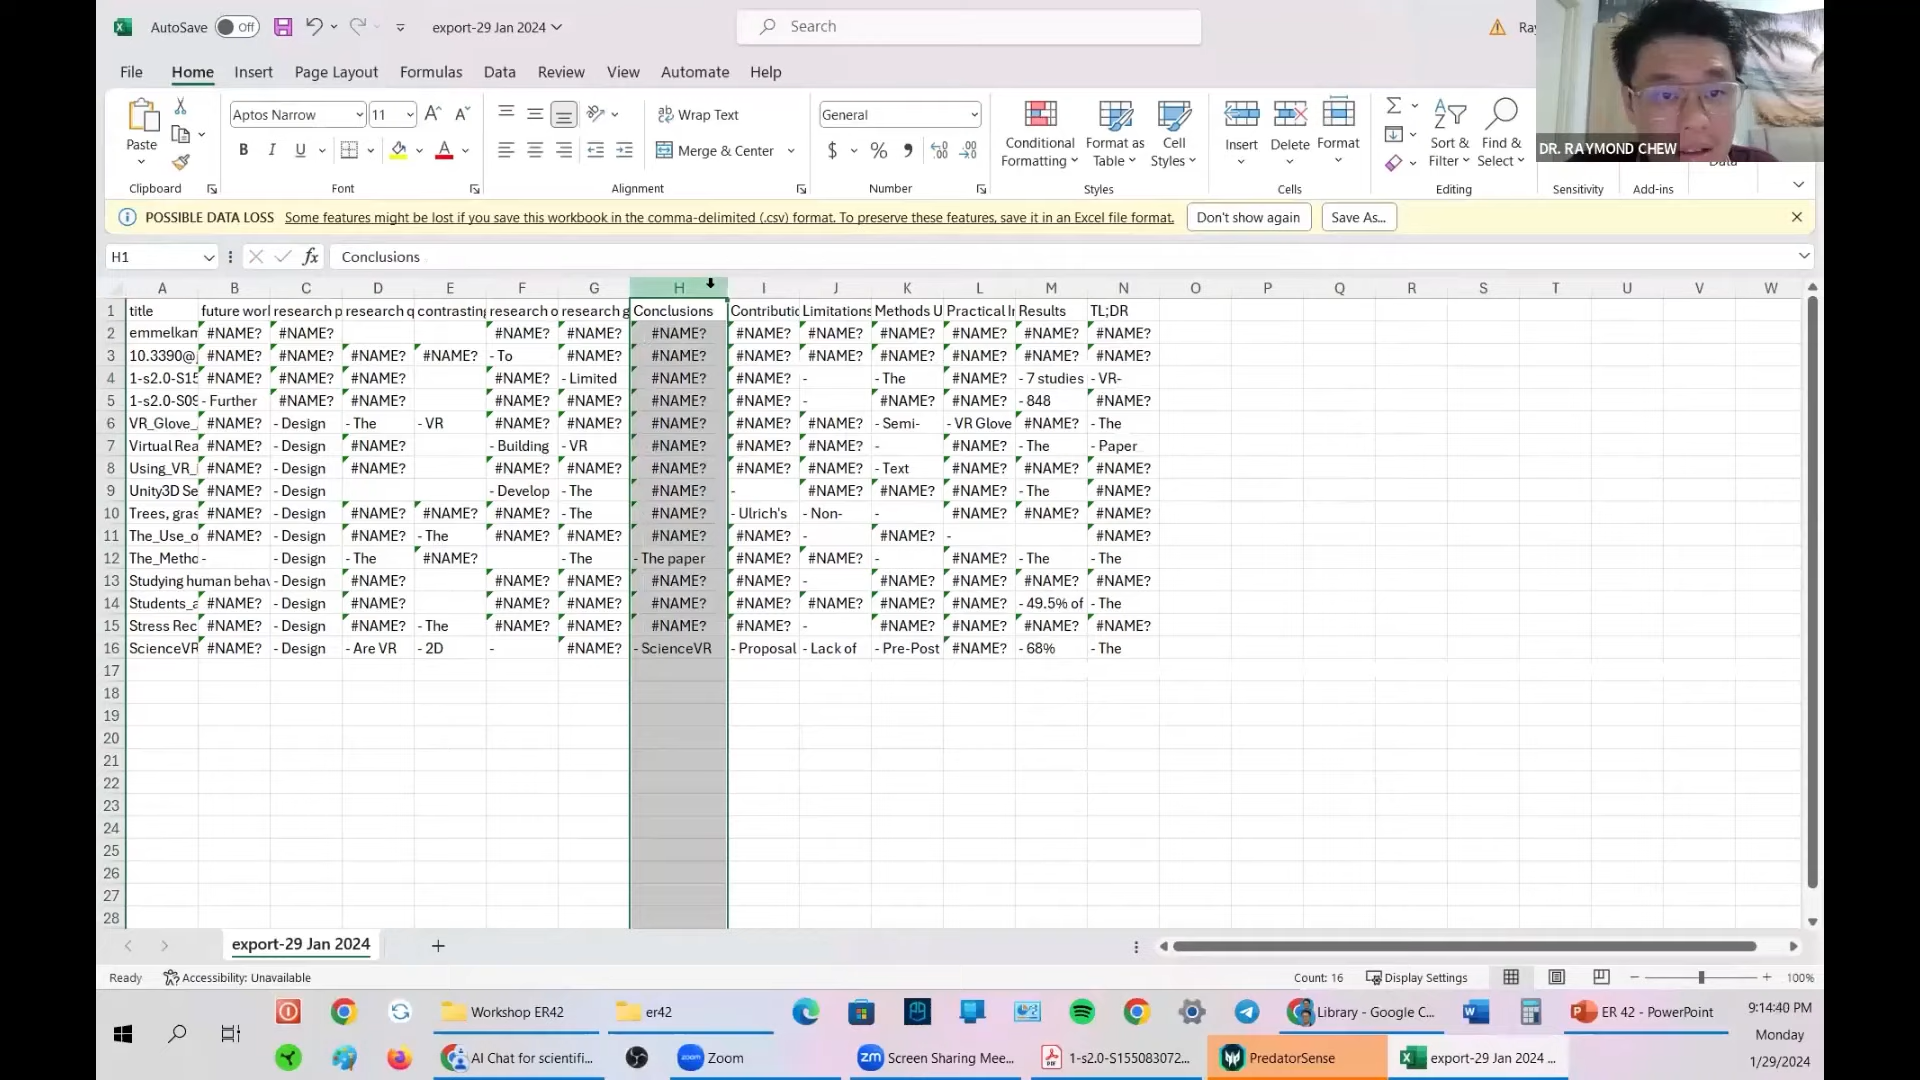 AutoSave Off export-29 Jan 2024 Search
File Home Insert Page Layout Formulas Data Review View Automate Help
Aptos Narrow 11 Wrap Text General
Paste B I U Merge & Center $ % Conditional Formatting Format as Table Cell Styles Insert Delete Format Sort & Filter Find & Select
DR. RAYMOND CHEW
Clipboard Font Alignment Number Styles Cells Editing Sensitivity Add-ins
POSSIBLE DATA LOSS Some features might be lost if you save this workbook in the comma-delimited (.csv) format. To preserve these features, save it in an Excel file format. Don't show again Save As...
H1 fx Conclusions
A B C D E F G H I J K L M N O P Q R S T U V W
1 title future worl research p research q contrasting research o research g Conclusions Contributic Limitations Methods U Practical In Results TL;DR
2 emmelkam #NAME? #NAME? #NAME? #NAME? #NAME? #NAME? #NAME? #NAME? #NAME? #NAME? #NAME?
3 10.3390@ #NAME? #NAME? #NAME? #NAME? - To #NAME? #NAME? #NAME? #NAME? #NAME? #NAME? #NAME? #NAME?
4 1-s2.0-S15 #NAME? #NAME? #NAME? #NAME? - Limited #NAME? #NAME? - - The #NAME? - 7 studies - VR-
5 1-s2.0-S09 - Further #NAME? #NAME? #NAME? #NAME? #NAME? #NAME? - #NAME? #NAME? - 848 #NAME?
6 VR_Glove_ #NAME? - Design - The - VR #NAME? #NAME? #NAME? #NAME? #NAME? - Semi- - VR Glove #NAME? - The
7 Virtual Rea #NAME? - Design #NAME? - Building - VR #NAME? #NAME? #NAME? - #NAME? - The - Paper
8 Using_VR_ #NAME? - Design #NAME? #NAME? #NAME? #NAME? #NAME? #NAME? - Text #NAME? #NAME? #NAME?
9 Unity3D Se #NAME? - Design - Develop - The #NAME? - #NAME? #NAME? #NAME? - The #NAME?
10 Trees, gras #NAME? - Design #NAME? #NAME? #NAME? - The #NAME? - Ulrich's - Non- - #NAME? #NAME? #NAME?
11 The_Use_o #NAME? - Design #NAME? - The #NAME? #NAME? #NAME? #NAME? - #NAME? - #NAME?
12 The_Metho - - Design - The #NAME? - The - The paper #NAME? #NAME? - #NAME? - The - The
13 Studying human behav - Design #NAME? #NAME? #NAME? #NAME? #NAME? - #NAME? #NAME? #NAME? #NAME?
14 Students_a #NAME? - Design #NAME? #NAME? #NAME? #NAME? #NAME? #NAME? #NAME? #NAME? - 49.5% of - The
15 Stress Rec #NAME? - Design #NAME? - The #NAME? #NAME? #NAME? #NAME? - #NAME? #NAME? #NAME? #NAME?
16 ScienceVR #NAME? - Design - Are VR - 2D - #NAME? - ScienceVR - Proposal - Lack of - Pre-Post #NAME? - 68% - The
17
18
19
20
21
22
23
24
25
26
27
28
export-29 Jan 2024
Ready Accessibility: Unavailable Count: 16 Display Settings 100%
Workshop ER42 er42 Library - Google C... ER 42 - PowerPoint 9:14:40 PM
Monday
AI Chat for scientifi... Zoom Screen Sharing Mee... 1-s2.0-S155083072... PredatorSense export-29 Jan 2024 ... 1/29/2024